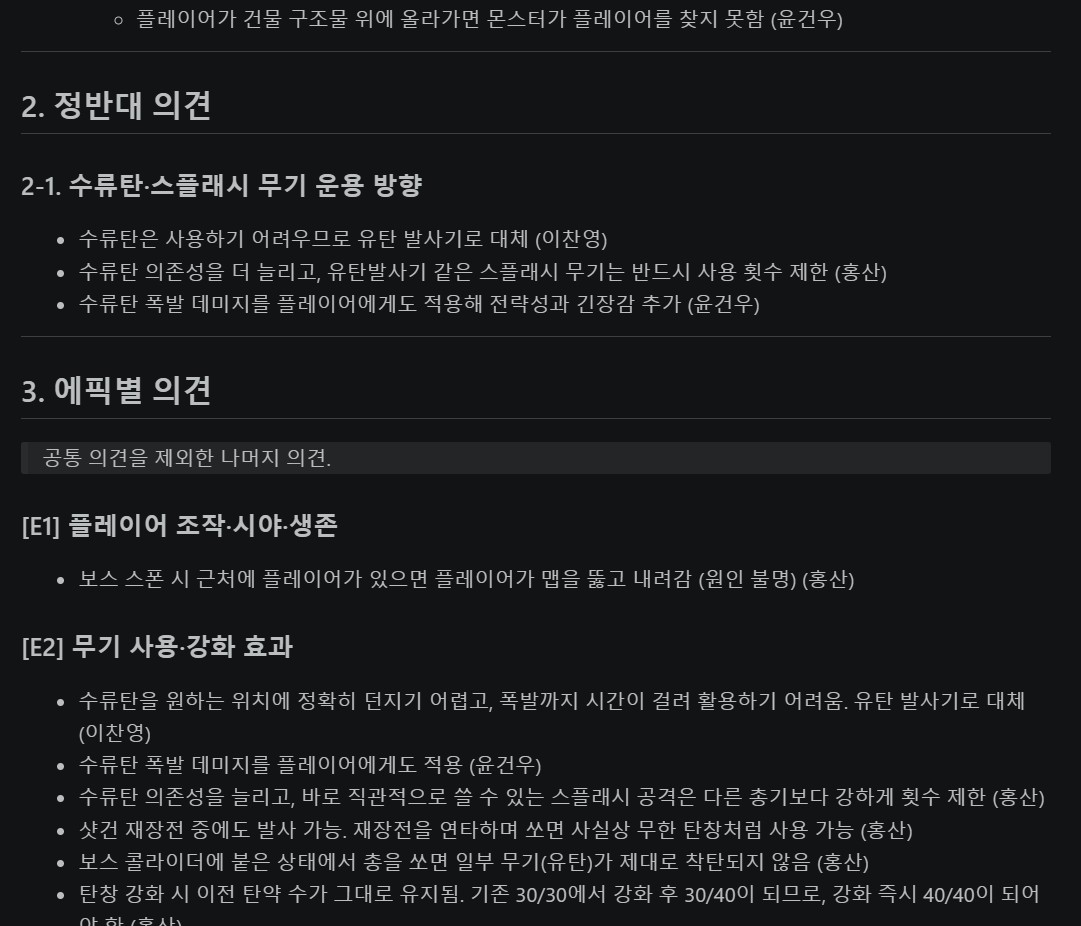 플레이어가 건물 구조물 위에 올라가면 몬스터가 플레이어를 찾지 못함 (윤건우)
2. 정반대 의견
2-1. 수류탄·스플래시 무기 운용 방향
수류탄은 사용하기 어려우므로 유탄 발사기로 대체 (이찬영)
수류탄 의존성을 더 늘리고, 유탄발사기 같은 스플래시 무기는 반드시 사용 횟수 제한 (홍산)
수류탄 폭발 데미지를 플레이어에게도 적용해 전략성과 긴장감 추가 (윤건우)
3. 에픽별 의견
공통 의견을 제외한 나머지 의견.
[E1] 플레이어 조작·시야·생존
보스 스폰 시 근처에 플레이어가 있으면 플레이어가 맵을 뚫고 내려감 (원인 불명) (홍산)
[E2] 무기 사용·강화 효과
수류탄을 원하는 위치에 정확히 던지기 어렵고, 폭발까지 시간이 걸려 활용하기 어려움. 유탄 발사기로 대체
(이찬영)
수류탄 폭발 데미지를 플레이어에게도 적용 (윤건우)
수류탄 의존성을 늘리고, 바로 직관적으로 쓸 수 있는 스플래시 공격은 다른 총기보다 강하게 횟수 제한 (홍산)
샷건 재장전 중에도 발사 가능. 재장전을 연타하며 쏘면 사실상 무한 탄창처럼 사용 가능 (홍산)
보스 콜라이더에 붙은 상태에서 총을 쏘면 일부 무기(유탄)가 제대로 착탄되지 않음 (홍산)
탄창 강화 시 이전 탄약 수가 그대로 유지됨. 기존 30/30에서 강화 후 30/40이 되므로, 강화 즉시 40/40이 되어
야 함 (홍산)